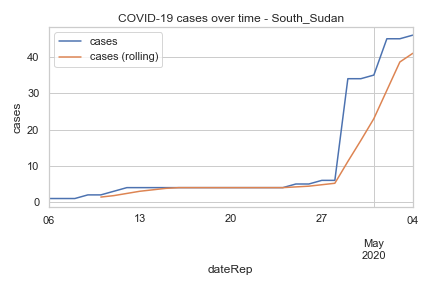 COVID-19 cases over time - South_Sudan
cases
cases (rolling)
cases
40
30
20
10
0
06
13
20
27
04
May
2020
dateRep